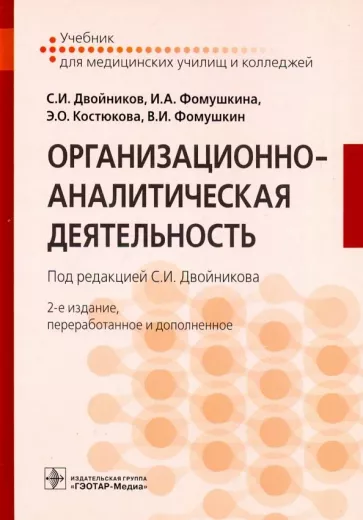 Учебник
для медицинских училищ и колледжей
С.И. Двойников, И.А. Фомушкина,
Э.О. Костюкова, В.И. Фомушкин
ОРГАНИЗАЦИОННО-
АНАЛИТИЧЕСКАЯ
ДЕЯТЕЛЬНОСТЬ
Под редакцией С.И. Двойникова
2-е издание,
переработанное и дополненное
ИЗДАТЕЛЬСКАЯ ГРУППА
«ГЭОТАР-Медиа»